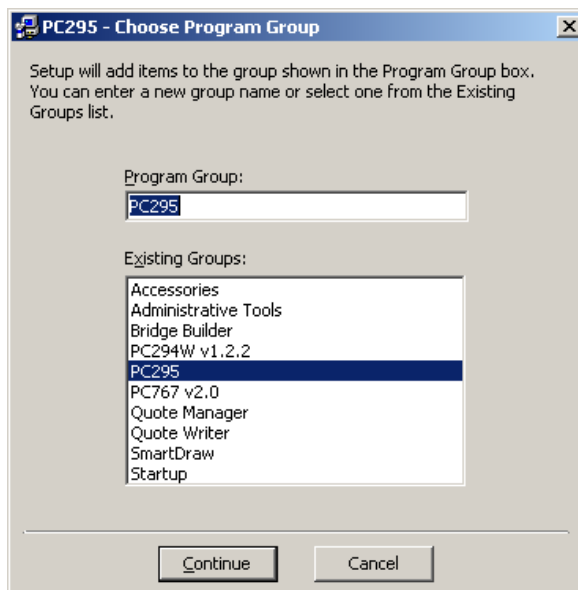 PC295 - Choose Program Group
Setup will add items to the group shown in the Program Group box.
You can enter a new group name or select one from the Existing
Groups list.
Program Group:
PC295
Existing Groups:
Accessories
Administrative Tools
Bridge Builder
PC294W v1.2.2
PC295
PC767 v2.0
Quote Manager
Quote Writer
SmartDraw
Startup
Continue
Cancel